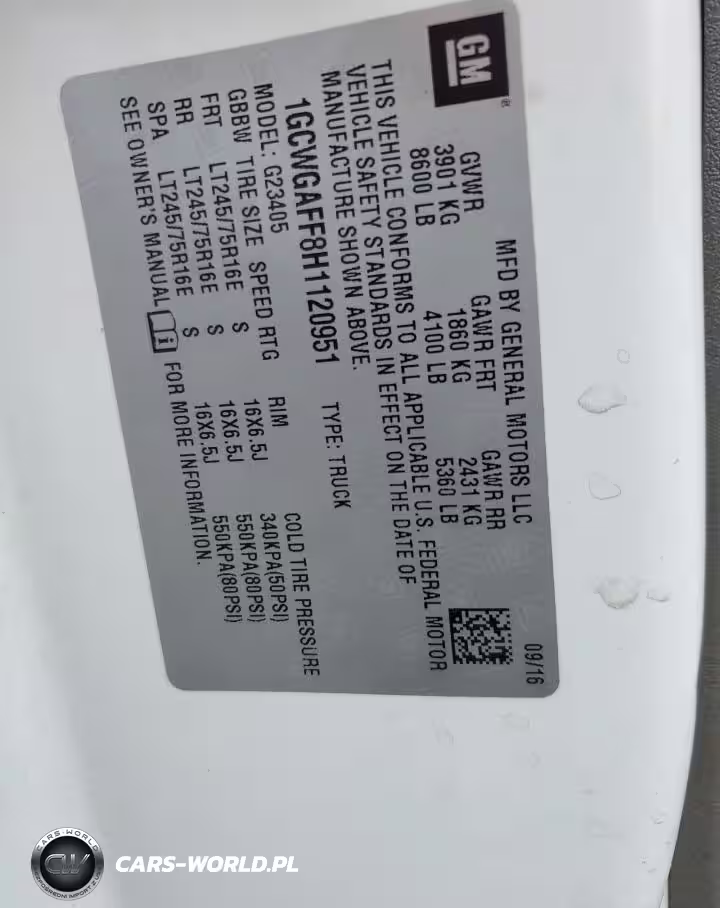 GM®
MFD BY GENERAL MOTORS LLC 09/16
GVWR GAWR FRT GAWR RR
3901 KG 1860 KG 2431 KG
8600 LB 4100 LB 5360 LB
THIS VEHICLE CONFORMS TO ALL APPLICABLE U.S. FEDERAL MOTOR
VEHICLE SAFETY STANDARDS IN EFFECT ON THE DATE OF
MANUFACTURE SHOWN ABOVE.
1GCWGAFF8H1120951 TYPE: TRUCK
MODEL: G23405
GBBW TIRE SIZE SPEED RTG RIM COLD TIRE PRESSURE
FRT LT245/75R16E S 16X6.5J 340KPA(50PSI)
RR LT245/75R16E S 16X6.5J 550KPA(80PSI)
SPA LT245/75R16E S 16X6.5J 550KPA(80PSI)
SEE OWNER'S MANUAL FOR MORE INFORMATION.
CARS-WORLD
CW
CARS-WORLD.PL